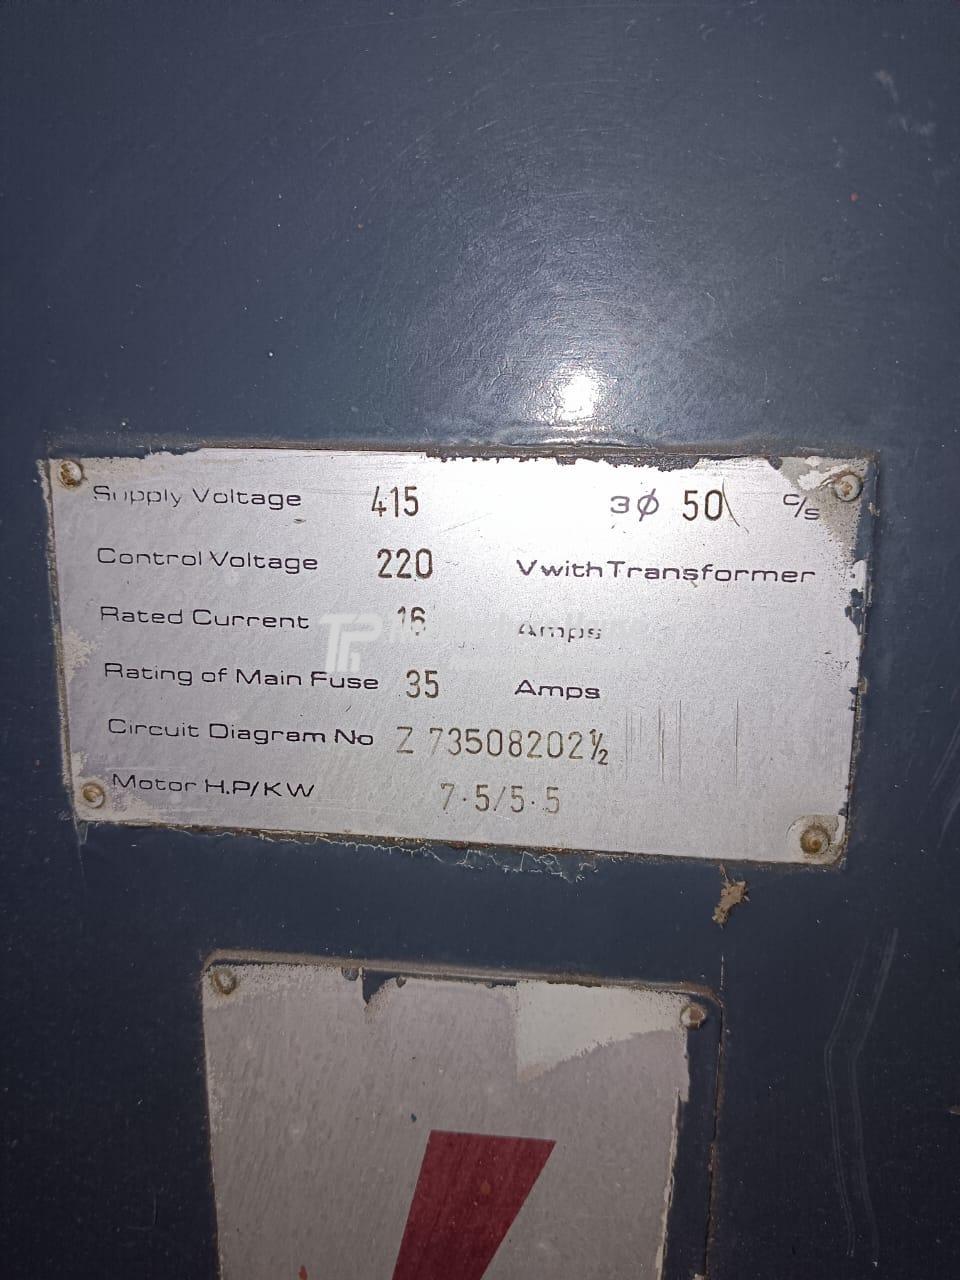 Supply Voltage 415 3ϕ 50 c/s
Control Voltage 220 V with Transformer
Rated Current 16 Amps
Rating of Main Fuse 35 Amps
Circuit Diagram No Z 73508202½
Motor H.P/KW 7.5/5.5